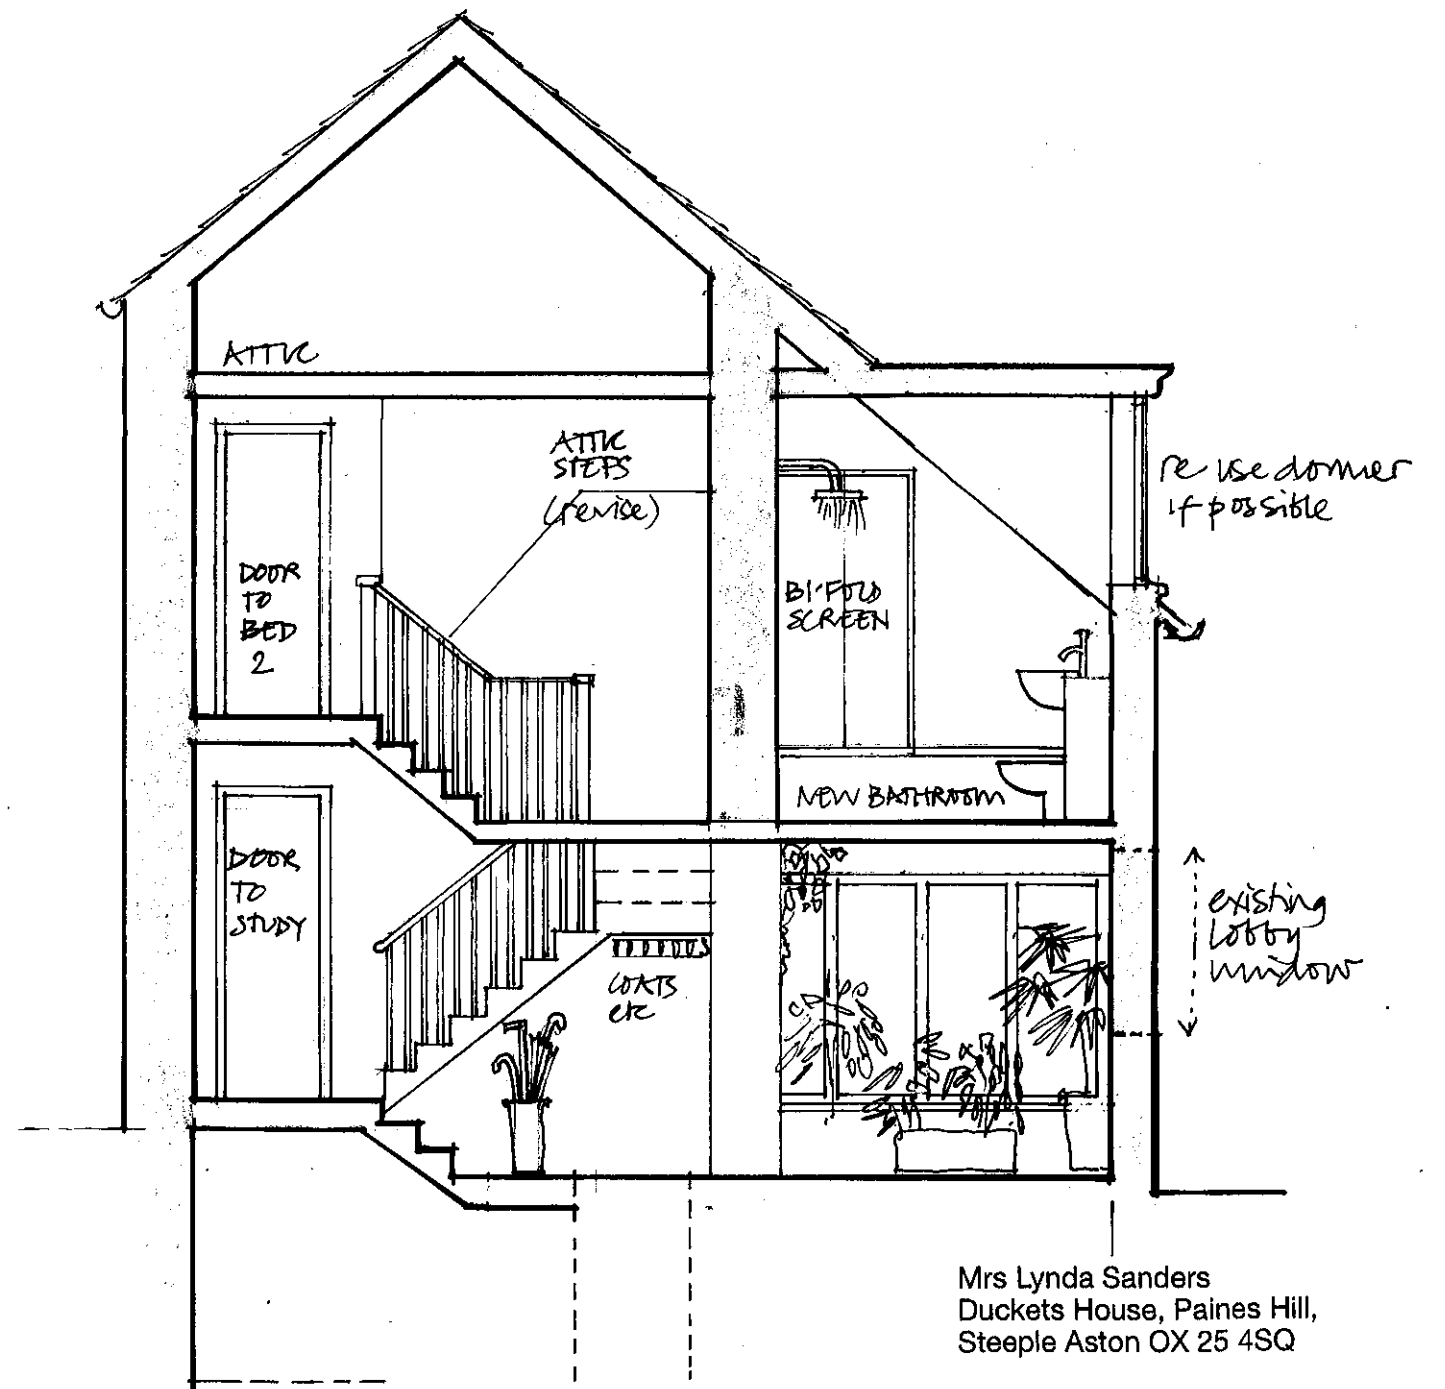 ATTIC
ATTIC
STEPS
(revise)
re use dormer
if possible
DOOR
TO
BED
2
BI-FOLD
SCREEN
NEW BATHROOM
DOOR
TO
STUDY
COATS
etc
existing
lobby
window
Mrs Lynda Sanders
Duckets House, Paines Hill,
Steeple Aston OX 25 4SQ